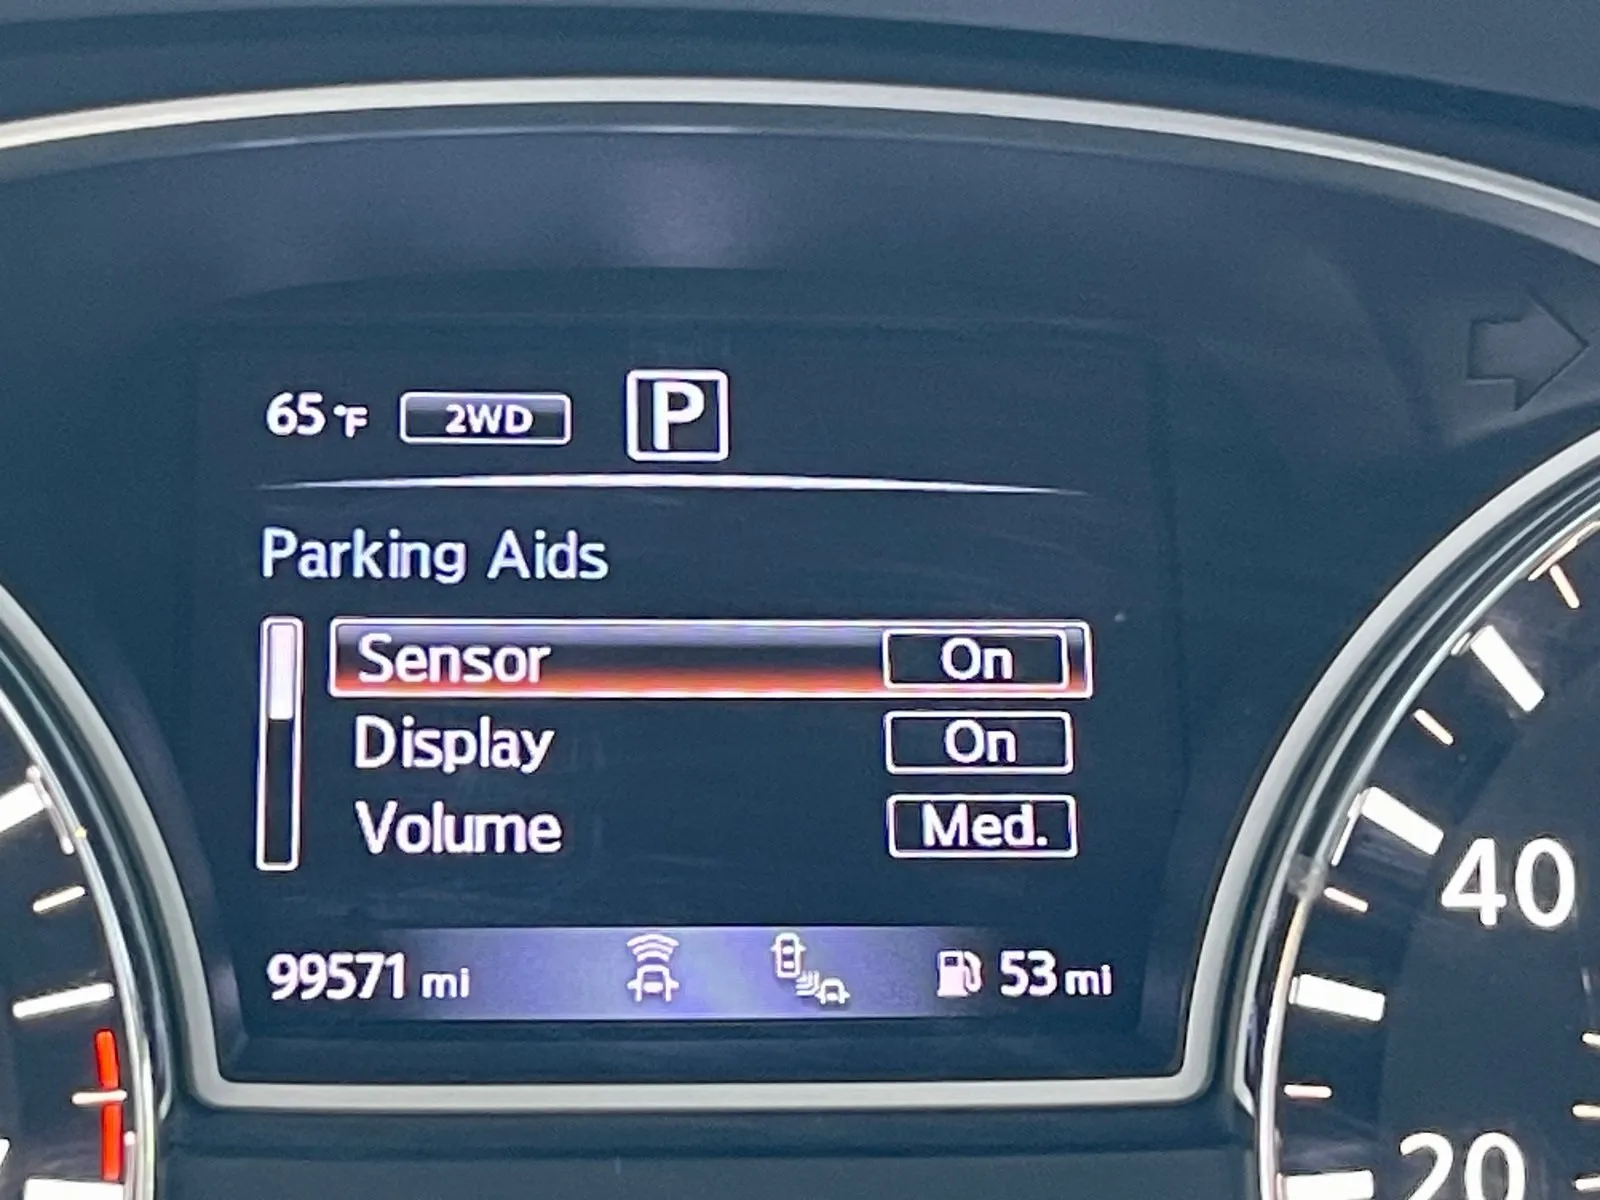 65 °F 2WD P
Parking Aids
Sensor On
Display On
Volume Med.
99571 mi 53 mi
40
20